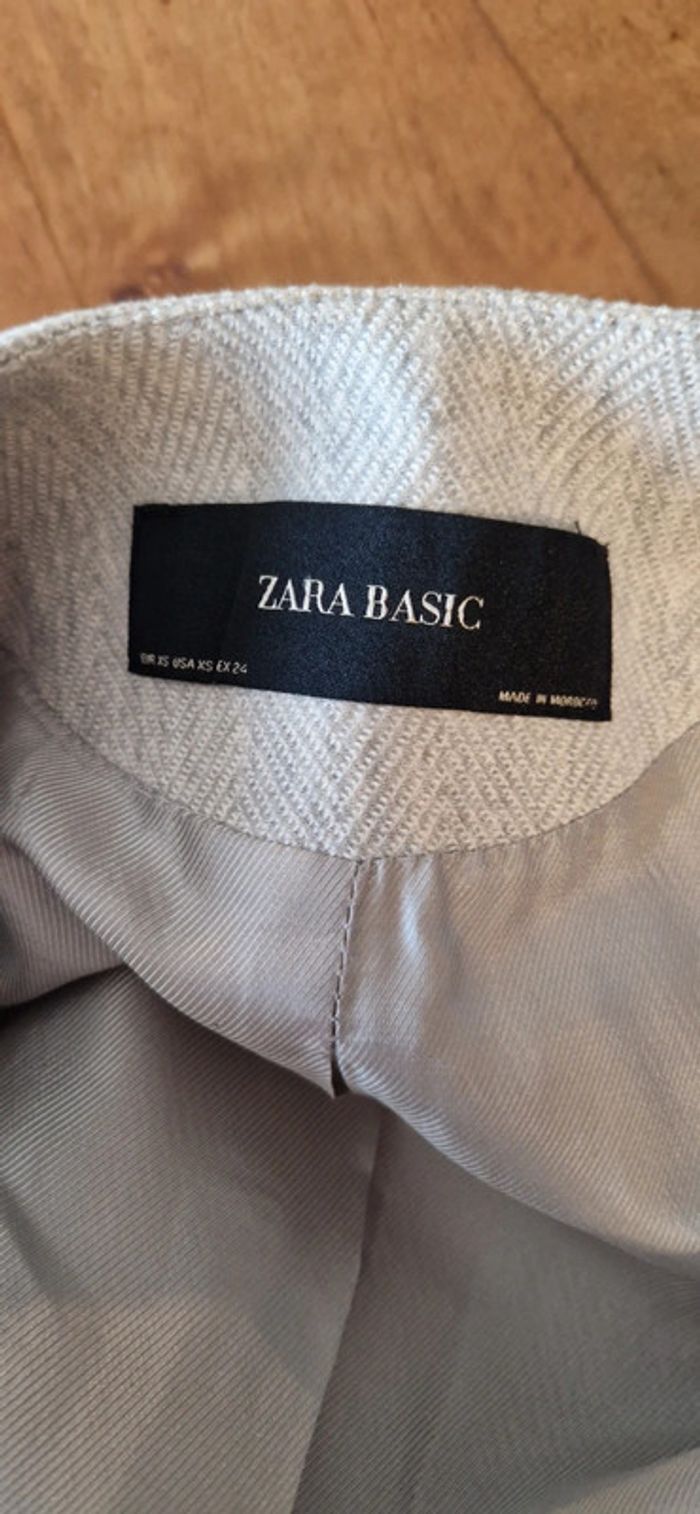 ZARA BASIC
EUR XS USA XS EX 24
MADE IN MOROCCO